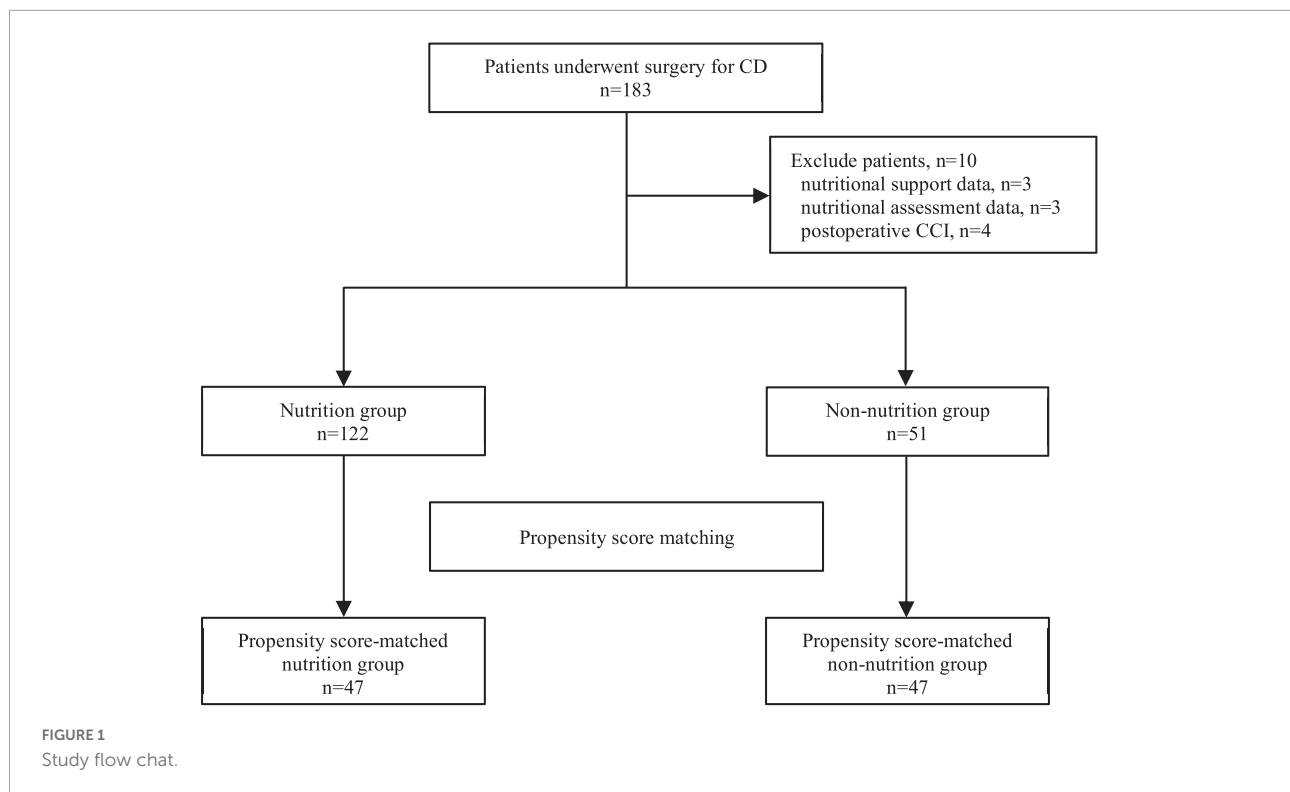 Patients underwent surgery for CD
n=183
Exclude patients, n=10
nutritional support data, n=3
nutritional assessment data, n=3
postoperative CCI, n=4
Nutrition group
n=122
Non-nutrition group
n=51
Propensity score matching
Propensity score-matched
nutrition group
n=47
Propensity score-matched
non-nutrition group
n=47
FIGURE 1
Study flow chat.